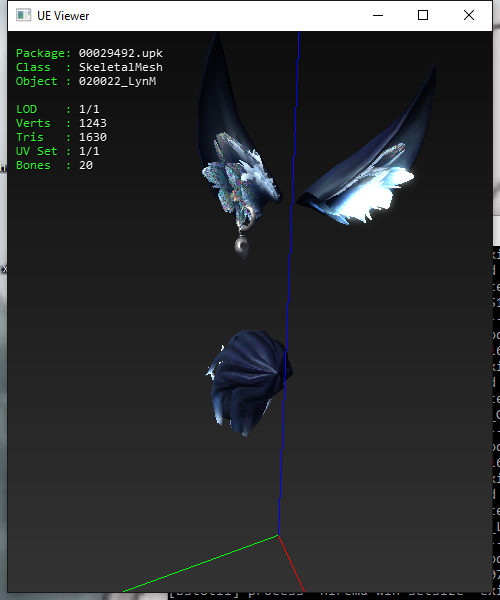 UE Viewer
Package: 00029492.upk
Class : SkeletalMesh
Object : 020022_LynM
LOD : 1/1
Verts : 1243
Tris : 1630
UV Set : 1/1
Bones : 20